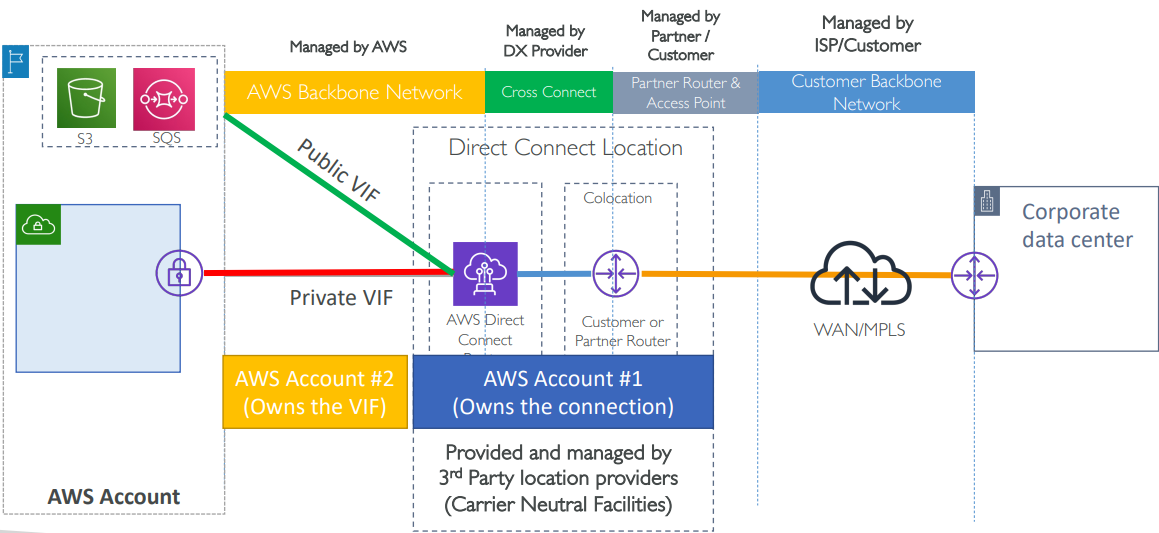 Managed by AWS
Managed by
DX Provider
Managed by
Partner /
Customer
Managed by
ISP/Customer
AWS Backbone Network
Cross Connect
Partner Router &
Access Point
Customer Backbone
Network
S3
SQS
Public VIF
Direct Connect Location
Colocation
Corporate
data center
Private VIF
AWS Direct
Connect
Customer or
Partner Router
WAN/MPLS
AWS Account #2
(Owns the VIF)
AWS Account #1
(Owns the connection)
Provided and managed by
3rd Party location providers
(Carrier Neutral Facilities)
AWS Account